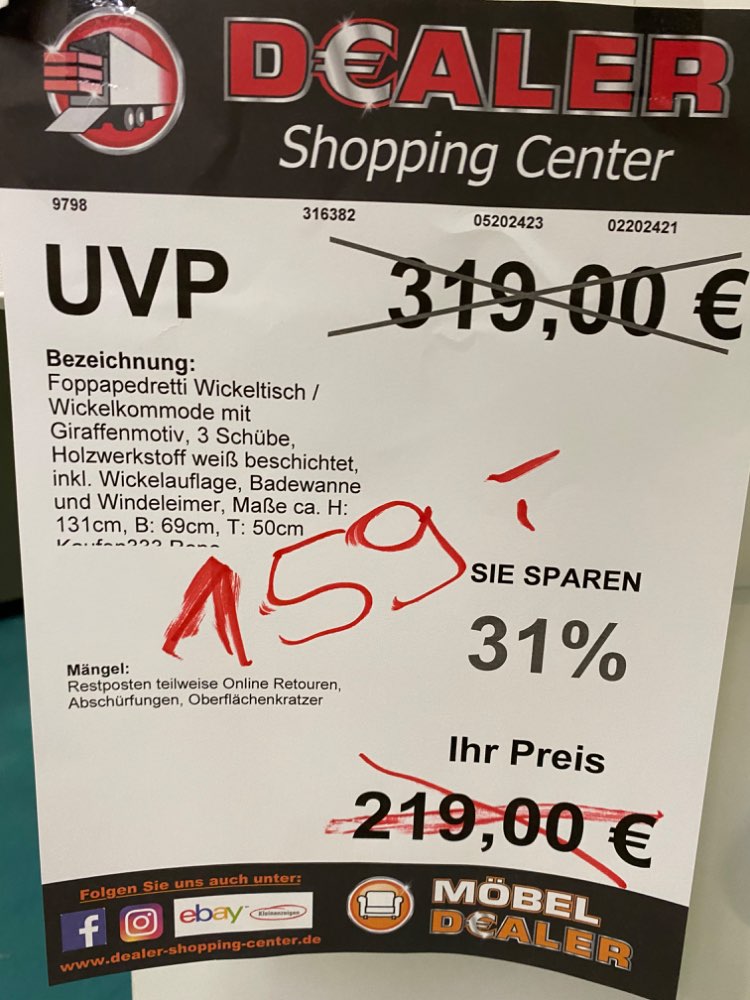 D€ALER
Shopping Center
9798 316382 05202423 02202421
UVP 319,00 €
Bezeichnung:
Foppapedretti Wickeltisch /
Wickelkommode mit
Giraffenmotiv, 3 Schübe,
Holzwerkstoff weiß beschichtet,
inkl. Wickelauflage, Badewanne
und Windeleimer, Maße ca. H:
131cm, B: 69cm, T: 50cm
159
SIE SPAREN
31%
Mängel:
Restposten teilweise Online Retouren,
Abschürfungen, Oberflächenkratzer
Ihr Preis
219,00 €
Folgen Sie uns auch unter:
f ebay Kleinanzeigen
www.dealer-shopping-center.de
MÖBEL
D€ALER